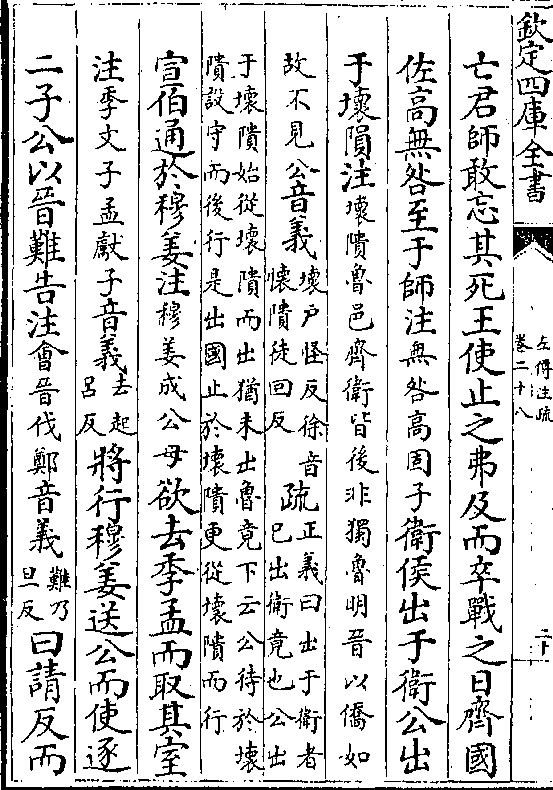 欽定四庫全書
左傳注疏
卷二十八
二十
亡君師敢忘其死王使止之弗及而卒戰之日齊國
佐高無咎至于師注無咎高固子衛侯出于衛公出
于壞隤注壞隤魯邑齊衛皆後非獨魯明晉以僑如
故不見公音義壞戶怪反徐音懷隤徒回反疏正義曰出于衛者已出衛竟也公出
于壞隤始從壞隤而出猶未出魯竟下云公待於壞
隤設守而後行是出國止於壞隤更從壞隤而行
宣伯通於穆姜注穆姜成公母欲去季孟而取其室
注季文子孟獻子音義去起呂反將行穆姜送公而使逐
二子公以晉難告注會晉伐鄭音義難乃旦反曰請反而